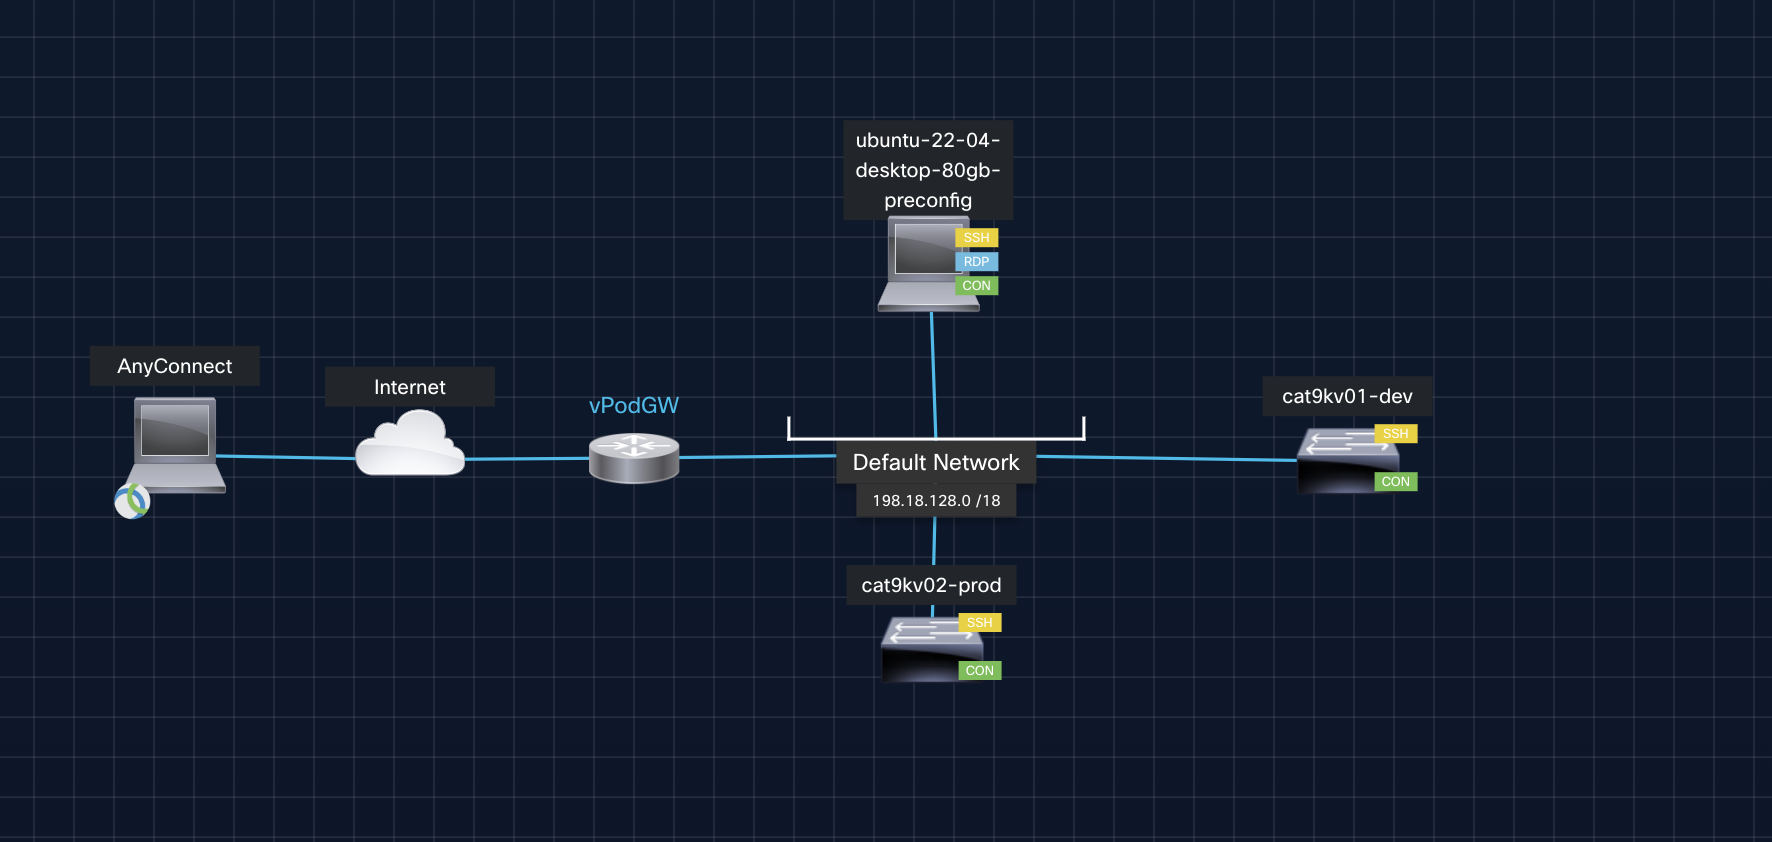 ubuntu-22-04-
desktop-80gb-
preconfig
SSH
RDP
CON
AnyConnect
Internet
vPodGW
Default Network
198.18.128.0 /18
cat9kv01-dev
SSH
CON
cat9kv02-prod
SSH
CON